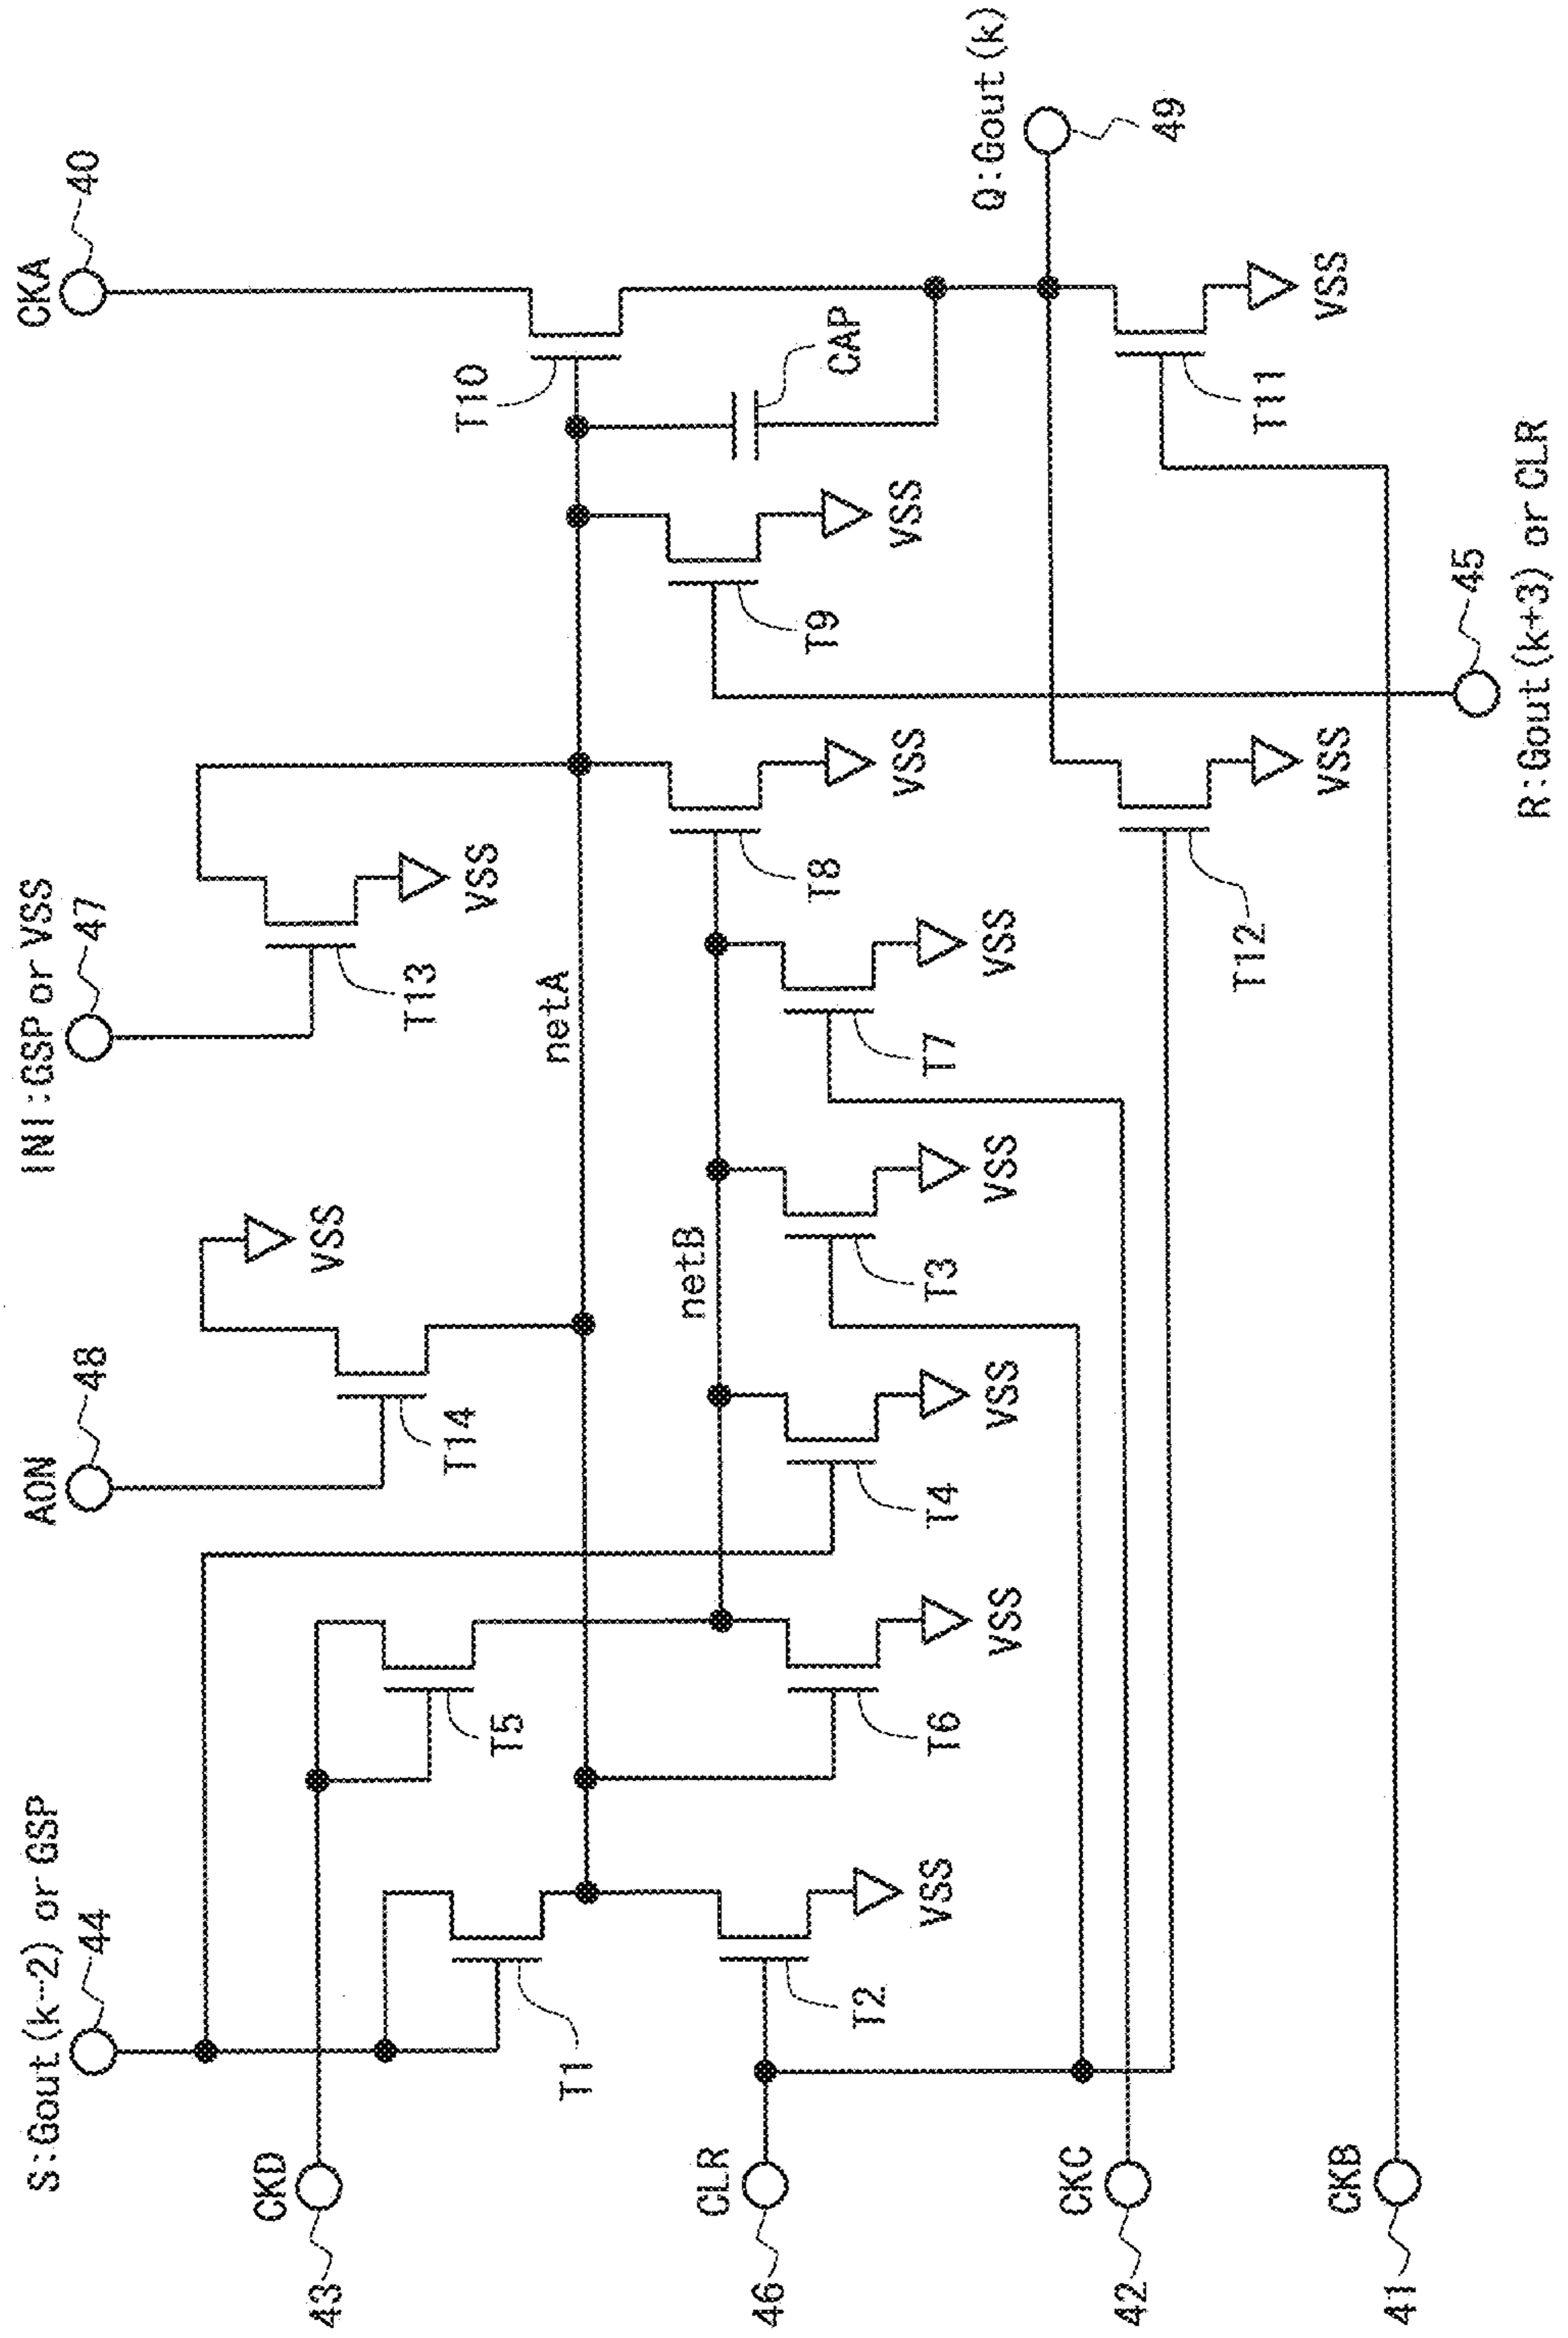 S:Gout(k-2) or GSP
44
AON
48
INI:GSP or VSS
47
CKA
40
CKD
43
VSS
VSS
T14
T13
T10
T5
T1
netA
netB
CAP
CLR
46
T2
VSS
T6
VSS
T4
VSS
T3
VSS
T7
VSS
T8
VSS
T9
VSS
Q:Gout(k)
49
CKC
42
T12
VSS
T11
VSS
CKB
41
45
R:Gout(k+3) or CLR